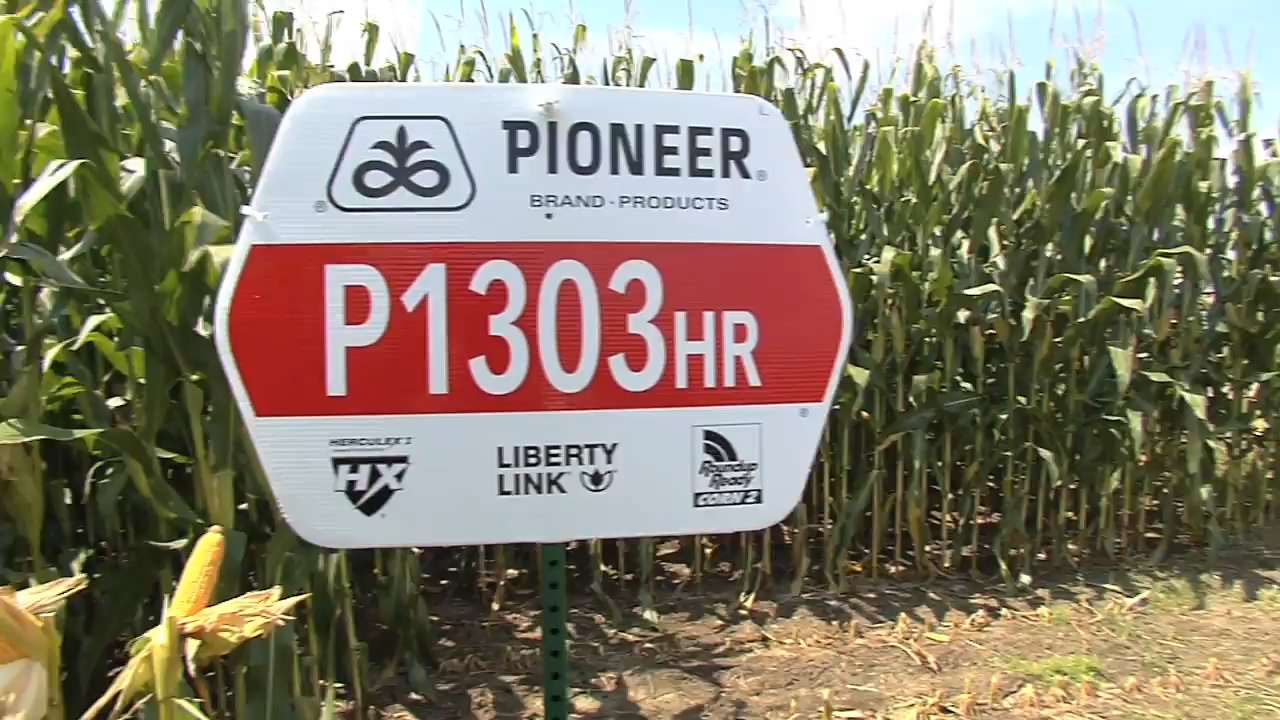 PIONEER®
BRAND·PRODUCTS
®
P1303HR
®
HERCULEX I
HX
LIBERTY
LINK
Roundup
Ready
CORN 2